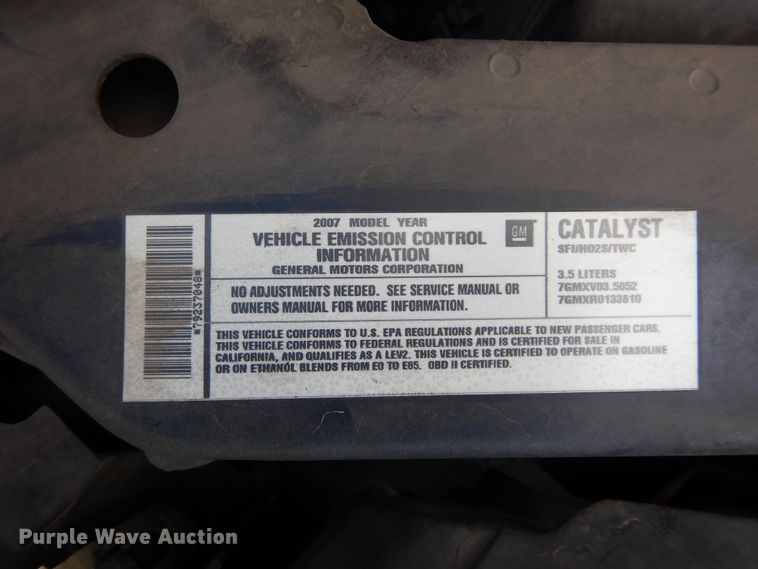 *79237048*
2007 MODEL YEAR
VEHICLE EMISSION CONTROL
INFORMATION
GENERAL MOTORS CORPORATION
GM
NO ADJUSTMENTS NEEDED. SEE SERVICE MANUAL OR
OWNERS MANUAL FOR MORE INFORMATION.
CATALYST
SFI/HO2S/TWC
3.5 LITERS
7GMXV03.5052
7GMXR0133810
THIS VEHICLE CONFORMS TO U.S. EPA REGULATIONS APPLICABLE TO NEW PASSENGER CARS.
THIS VEHICLE CONFORMS TO FEDERAL REGULATIONS AND IS CERTIFIED FOR SALE IN
CALIFORNIA, AND QUALIFIES AS A LEV2. THIS VEHICLE IS CERTIFIED TO OPERATE ON GASOLINE
OR ON ETHANOL BLENDS FROM E0 TO E85. OBD II CERTIFIED.
Purple Wave Auction®